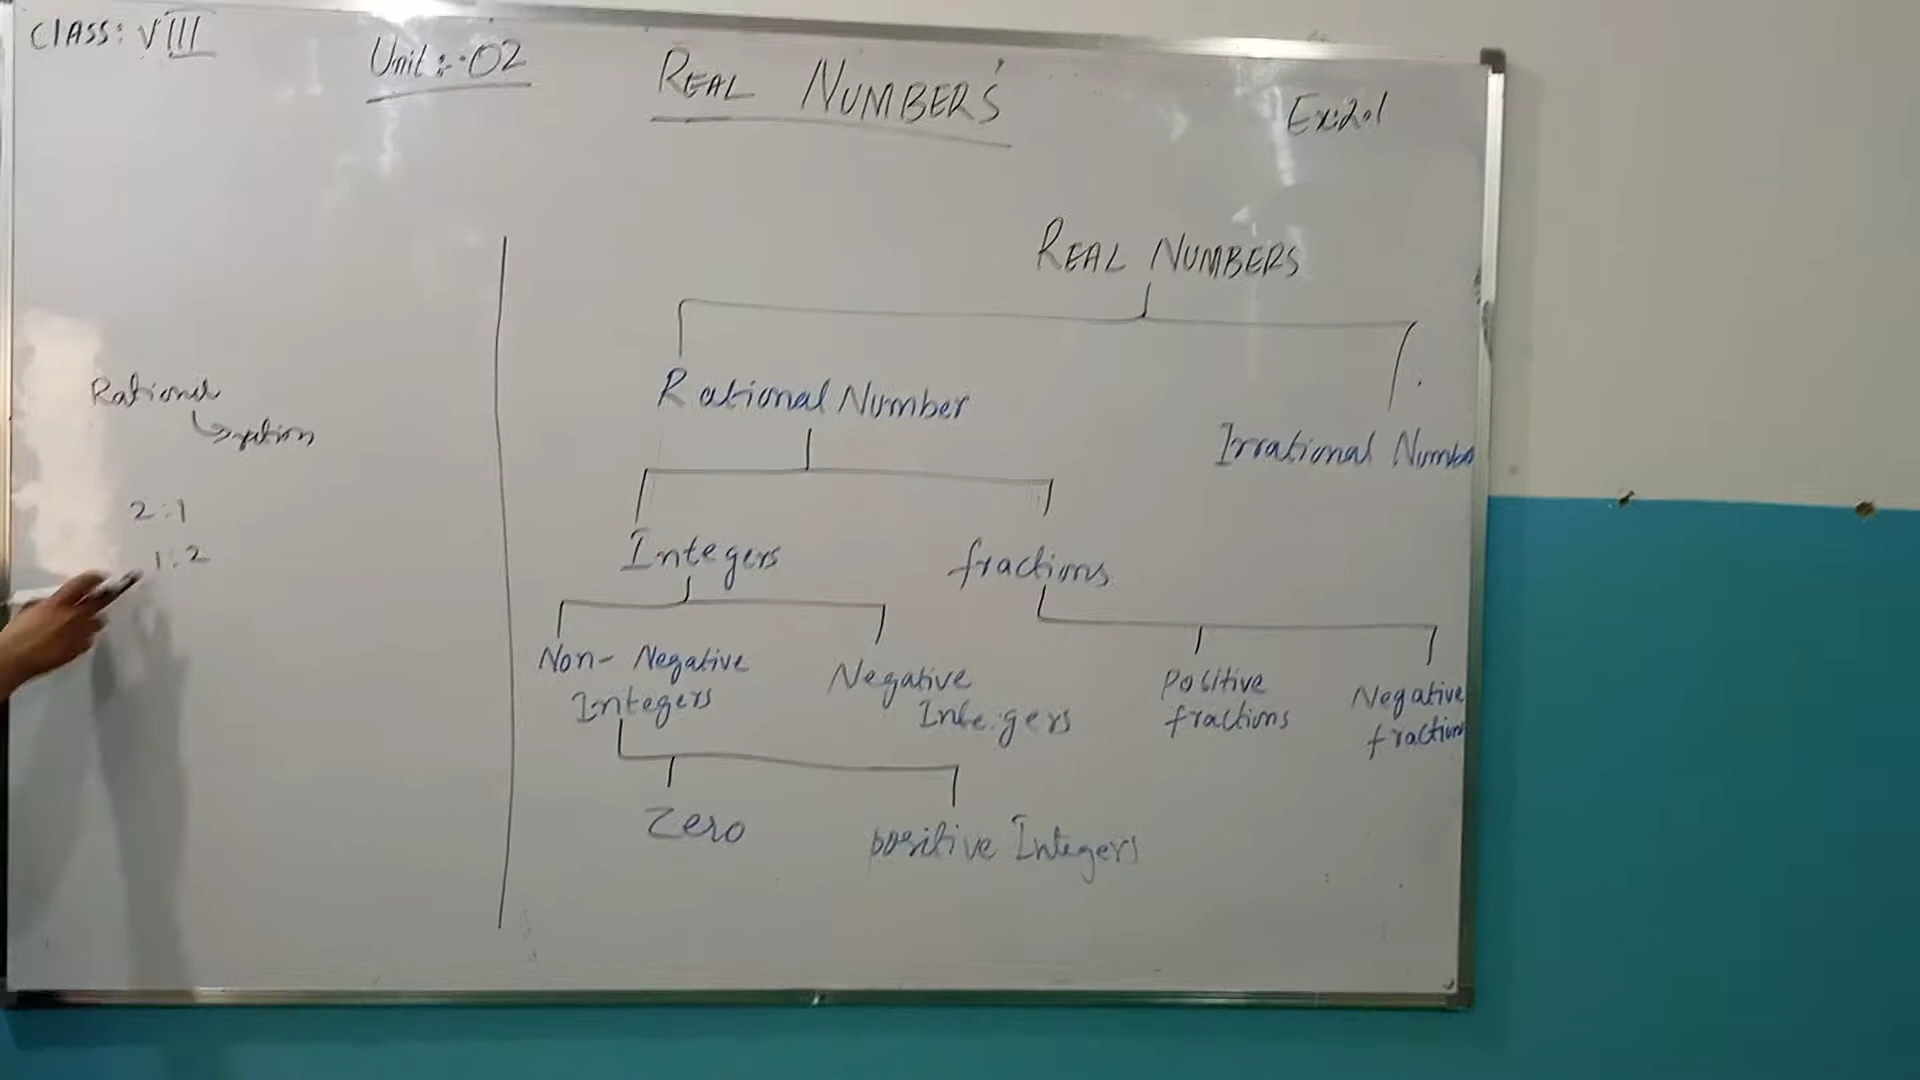 CLASS: VIII
Unit :- 02
REAL NUMBERS
Ex:2.1
REAL NUMBERS
Rational Number
Irrational Number
Rational
2:1
1:2
Integers
fractions
Non-Negative
Integers
Negative
Integers
Positive
fractions
Negative
fraction
Zero
positive Integers